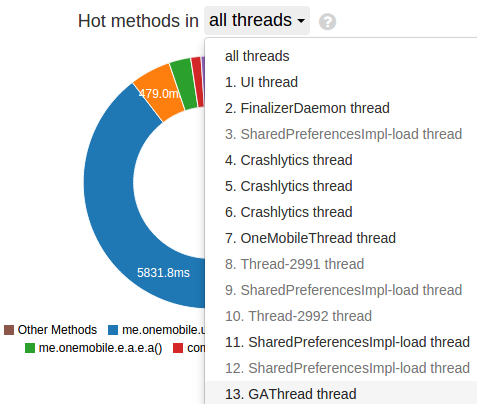 Hot methods in all threads ?
all threads
1. UI thread
2. FinalizerDaemon thread
3. SharedPreferencesImpl-load thread
4. Crashlytics thread
5. Crashlytics thread
6. Crashlytics thread
7. OneMobileThread thread
8. Thread-2991 thread
9. SharedPreferencesImpl-load thread
10. Thread-2992 thread
11. SharedPreferencesImpl-load thread
12. SharedPreferencesImpl-load thread
13. GAThread thread
479.0m
5831.8ms
Other Methods me.onemobile.u
me.onemobile.e.a.e.a() con